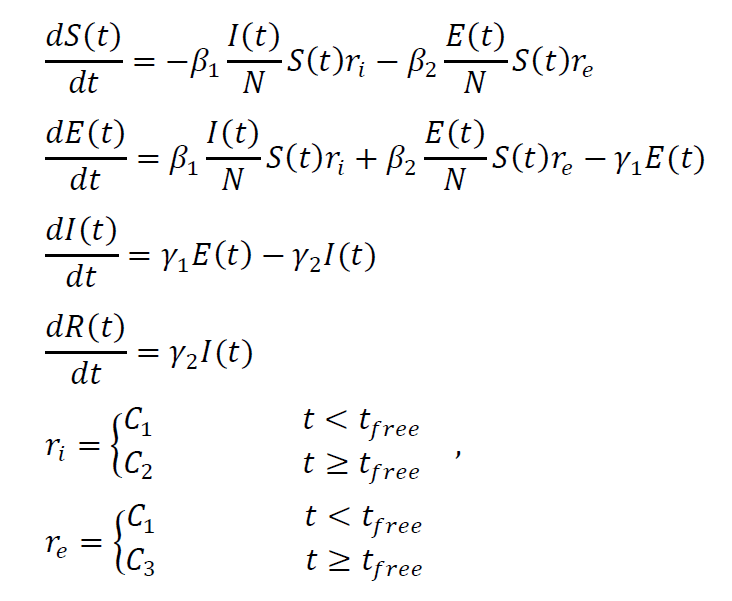 dS(t)/dt = −β₁ I(t)/N S(t)rᵢ − β₂ E(t)/N S(t)rₑ
dE(t)/dt = β₁ I(t)/N S(t)rᵢ + β₂ E(t)/N S(t)rₑ − γ₁E(t)
dI(t)/dt = γ₁E(t) − γ₂I(t)
dR(t)/dt = γ₂I(t)
rᵢ = { C₁ t < t_free
C₂ t ≥ t_free ,
rₑ = { C₁ t < t_free
C₃ t ≥ t_free